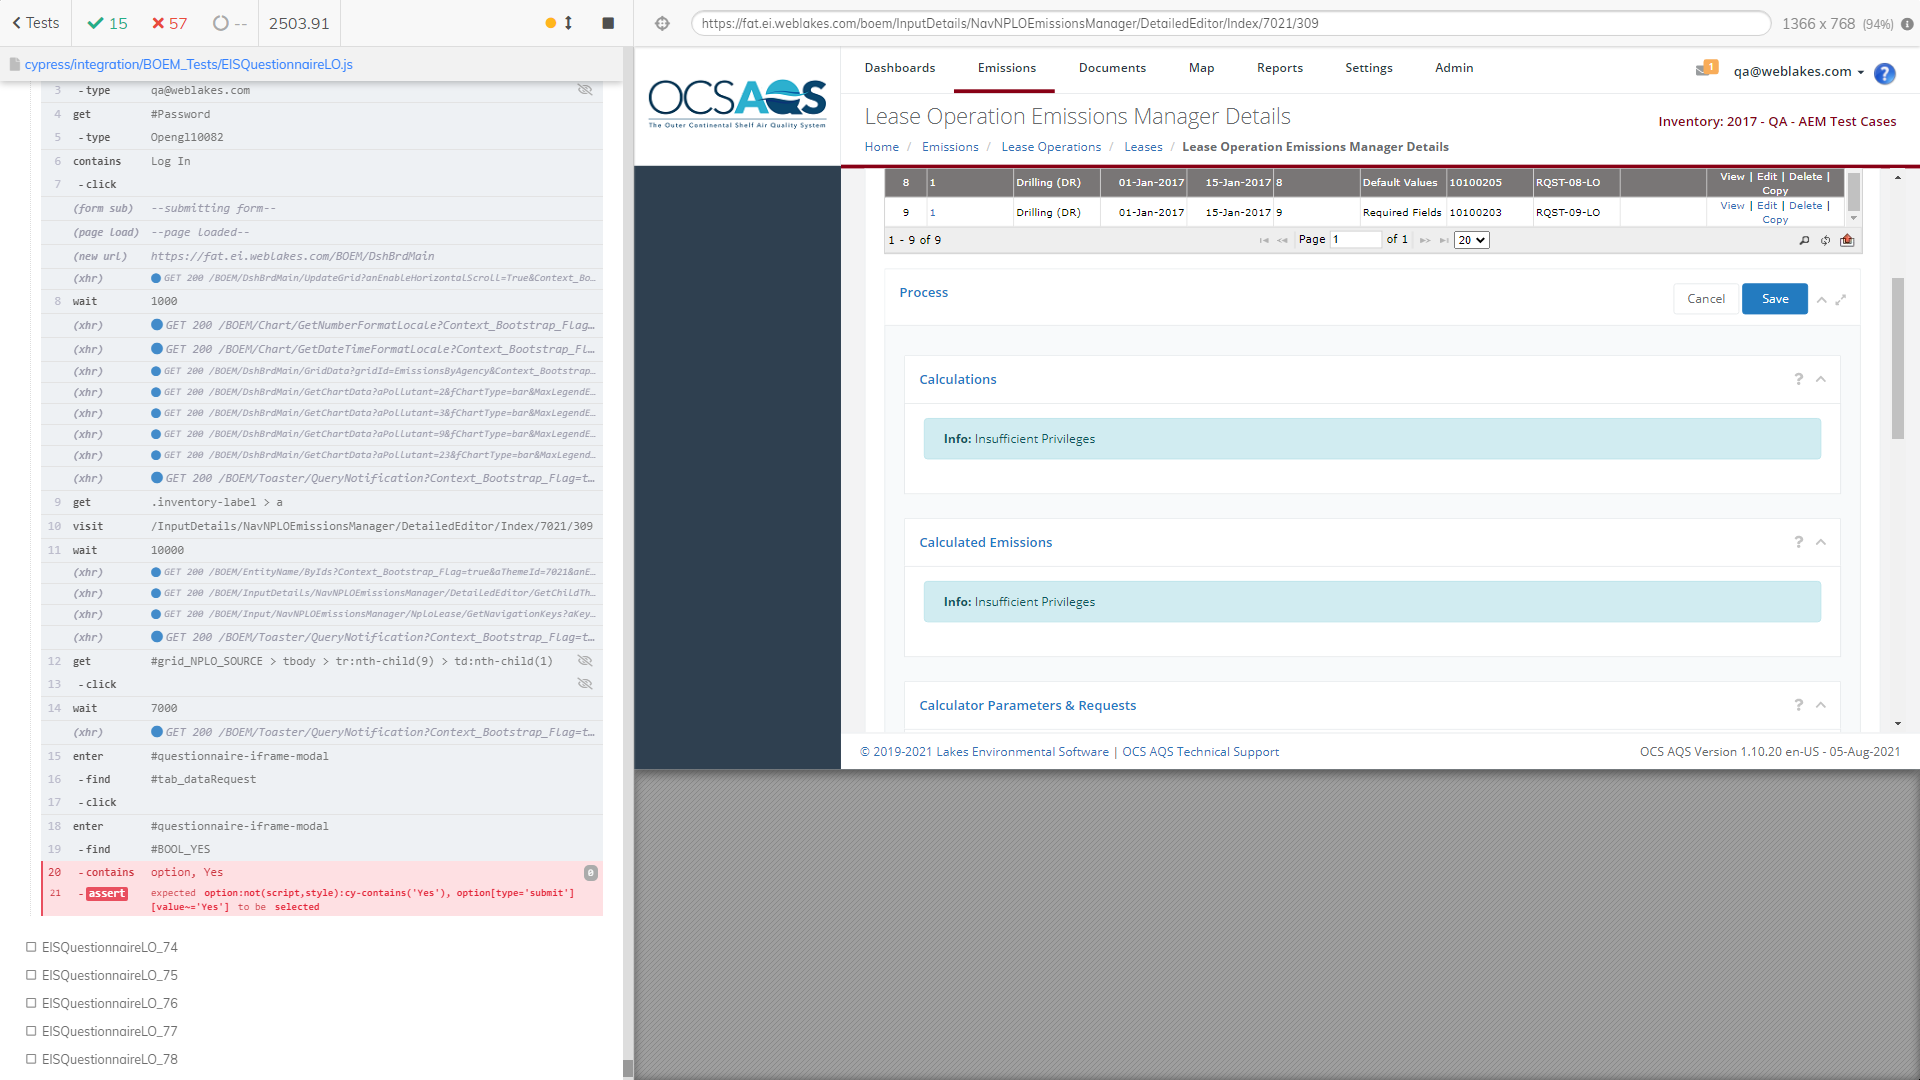 Tests
15
57
--
2503.91
https://fat.ei.weblakes.com/boem/InputDetails/NavNPLOEmissionsManager/DetailedEditor/Index/7021/309
1366 x 768 (94%)
cypress/integration/BOEM_Tests/EISQuestionnaireLO.js
3 -type qa@weblakes.com
4 get #Password
5 -type Opengl10082
6 contains Log In
7 -click
(form sub) --submitting form--
(page load) --page loaded--
(new url) https://fat.ei.weblakes.com/BOEM/DshBrdMain
(xhr) GET 200 /BOEM/DshBrdMain/UpdateGrid?anEnableHorizontalScroll=True&Context_Bo...
8 wait 1000
(xhr) GET 200 /BOEM/Chart/GetNumberFormatLocale?Context_Bootstrap_Flag...
(xhr) GET 200 /BOEM/Chart/GetDateTimeFormatLocale?Context_Bootstrap_Fl...
(xhr) GET 200 /BOEM/DshBrdMain/GridData?gridId=EmissionsByAgency&Context_Bootstrap...
(xhr) GET 200 /BOEM/DshBrdMain/GetChartData?aPollutant=2&fChartType=bar&MaxLegendE...
(xhr) GET 200 /BOEM/DshBrdMain/GetChartData?aPollutant=3&fChartType=bar&MaxLegendE...
(xhr) GET 200 /BOEM/DshBrdMain/GetChartData?aPollutant=9&fChartType=bar&MaxLegendE...
(xhr) GET 200 /BOEM/DshBrdMain/GetChartData?aPollutant=23&fChartType=bar&MaxLegend...
(xhr) GET 200 /BOEM/Toaster/QueryNotification?Context_Bootstrap_Flag=t...
9 get .inventory-label > a
10 visit /InputDetails/NavNPLOEmissionsManager/DetailedEditor/Index/7021/309
11 wait 10000
(xhr) GET 200 /BOEM/EntityName/ByIds?Context_Bootstrap_Flag=true&aThemeId=7021&anE...
(xhr) GET 200 /BOEM/InputDetails/NavNPLOEmissionsManager/DetailedEditor/GetChildTh...
(xhr) GET 200 /BOEM/Input/NavNPLOEmissionsManager/NploLease/GetNavigationKeys?aKey...
(xhr) GET 200 /BOEM/Toaster/QueryNotification?Context_Bootstrap_Flag=t...
12 get #grid_NPLO_SOURCE > tbody > tr:nth-child(9) > td:nth-child(1)
13 -click
14 wait 7000
(xhr) GET 200 /BOEM/Toaster/QueryNotification?Context_Bootstrap_Flag=t...
15 enter #questionnaire-iframe-modal
16 -find #tab_dataRequest
17 -click
18 enter #questionnaire-iframe-modal
19 -find #BOOL_YES
20 -contains option, Yes 0
21 -assert expected option:not(script,style):cy-contains('Yes'), option[type='submit']
[value~='Yes'] to be selected
EISQuestionnaireLO_74
EISQuestionnaireLO_75
EISQuestionnaireLO_76
EISQuestionnaireLO_77
EISQuestionnaireLO_78
OCSAQS
The Outer Continental Shelf Air Quality System
Dashboards Emissions Documents Map Reports Settings Admin
1
qa@weblakes.com
?
Lease Operation Emissions Manager Details
Inventory: 2017 - QA - AEM Test Cases
Home / Emissions / Lease Operations / Leases / Lease Operation Emissions Manager Details
8 1 Drilling (DR) 01-Jan-2017 15-Jan-2017 8 Default Values 10100205 RQST-08-LO View | Edit | Delete |
Copy
9 1 Drilling (DR) 01-Jan-2017 15-Jan-2017 9 Required Fields 10100203 RQST-09-LO View | Edit | Delete |
Copy
1 - 9 of 9 Page 1 of 1 20
Process
Cancel Save
Calculations ?
Info: Insufficient Privileges
Calculated Emissions ?
Info: Insufficient Privileges
Calculator Parameters & Requests ?
© 2019-2021 Lakes Environmental Software | OCS AQS Technical Support
OCS AQS Version 1.10.20 en-US - 05-Aug-2021